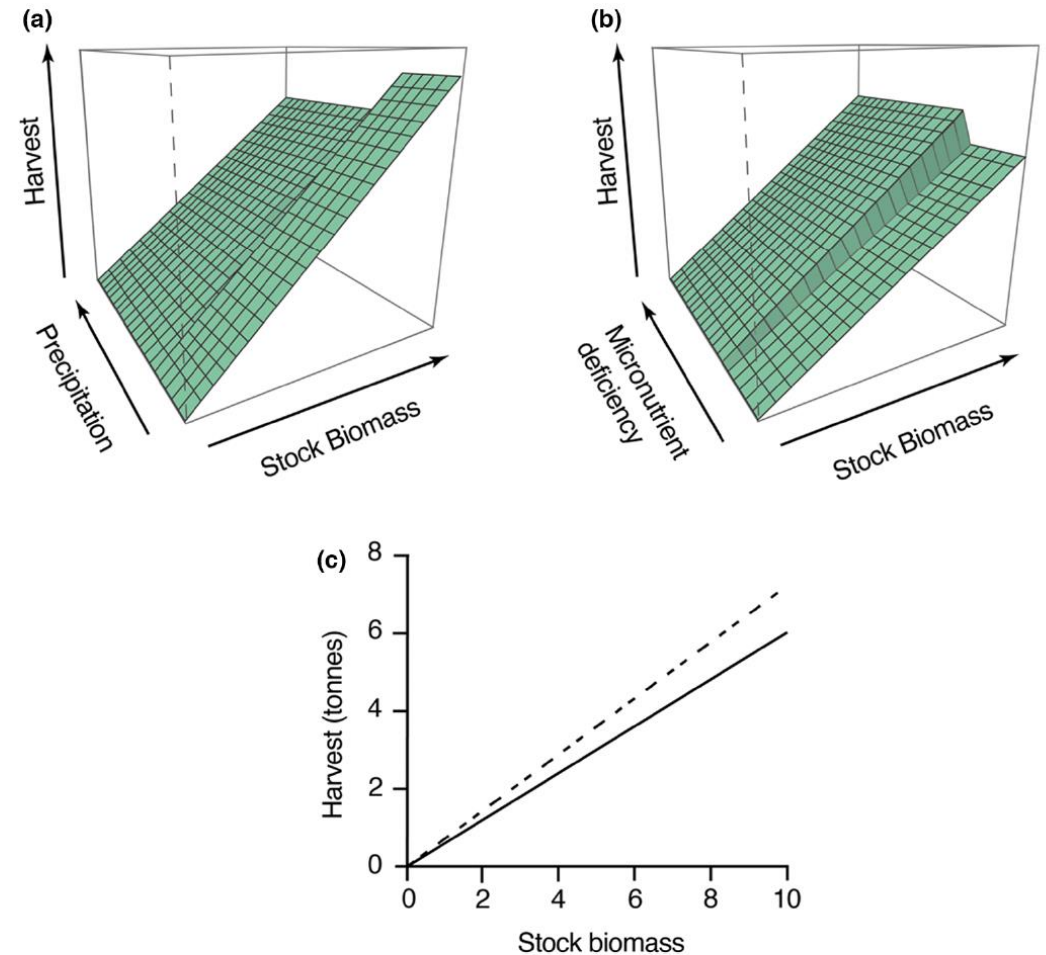 (a)
Harvest
Precipitation
Stock Biomass
(b)
Harvest
Micronutrient
deficiency
Stock Biomass
(c)
8
6
4
2
0
Harvest (tonnes)
0 2 4 6 8 10
Stock biomass